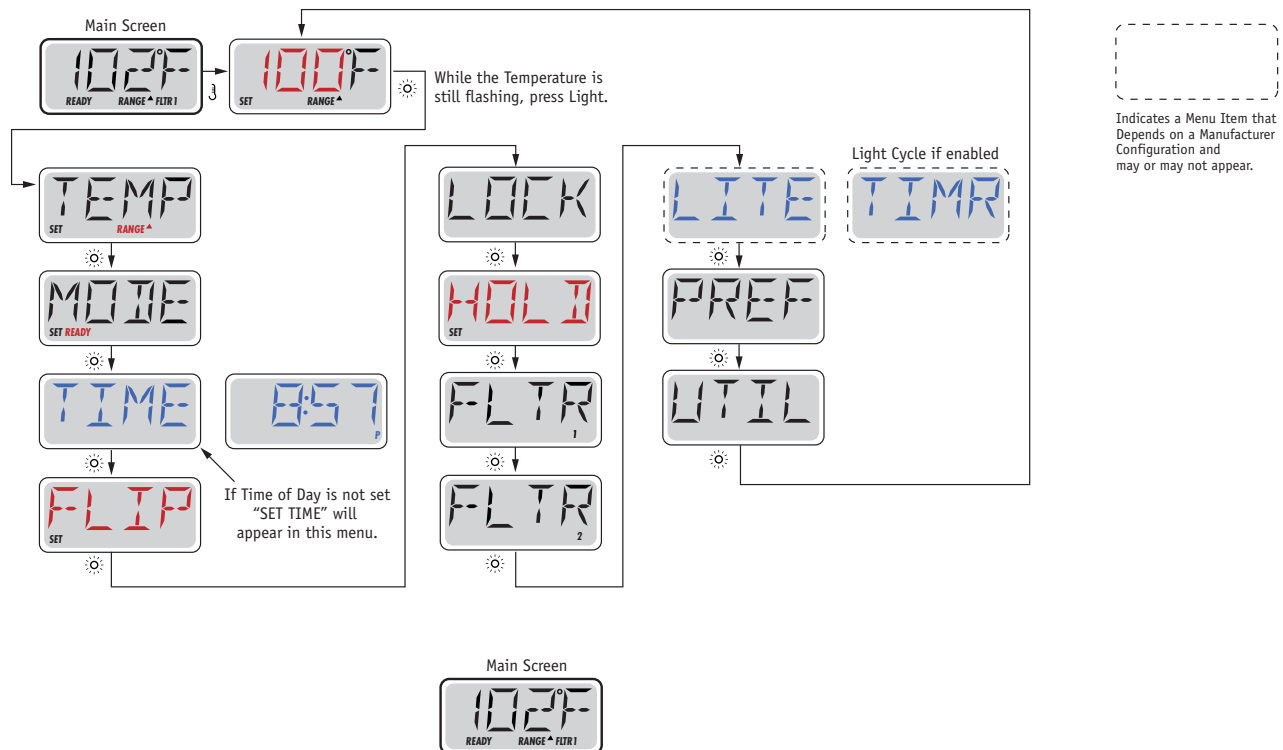 Main Screen
102°F
READY RANGE FLTR1
100°F
SET RANGE
While the Temperature is
still flashing, press Light.
Indicates a Menu Item that
Depends on a Manufacturer
Configuration and
may or may not appear.
TEMP
SET RANGE
MODE
SET READY
TIME
8:57
P
If Time of Day is not set
“SET TIME” will
appear in this menu.
FLIP
SET
LOCK
HOLD
SET
FLTR
1
FLTR
2
Light Cycle if enabled
LITE
TIMR
PREF
UTIL
Main Screen
102°F
READY RANGE FLTR1